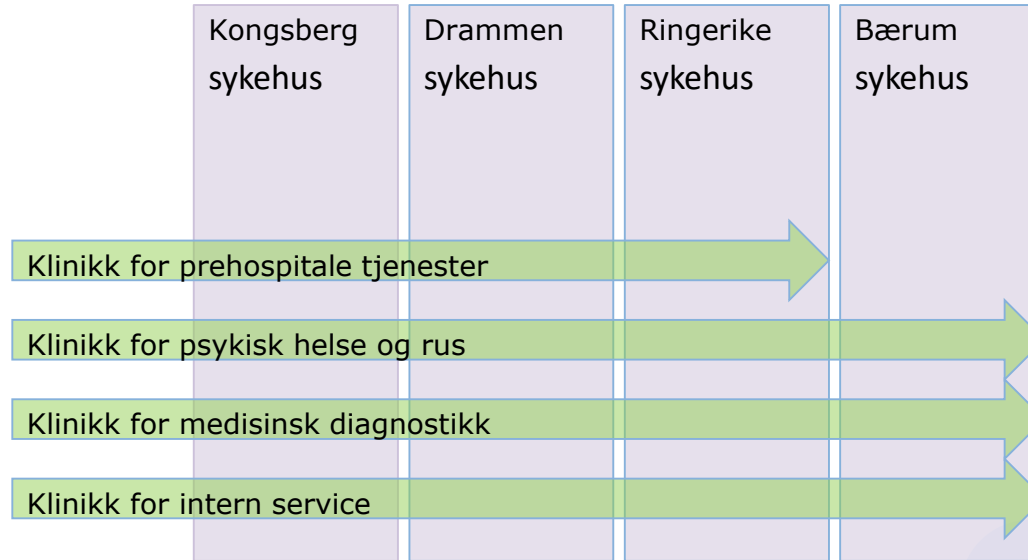 Kongsberg
sykehus
Drammen
sykehus
Ringerike
sykehus
Bærum
sykehus
Klinikk for prehospitale tjenester
Klinikk for psykisk helse og rus
Klinikk for medisinsk diagnostikk
Klinikk for intern service